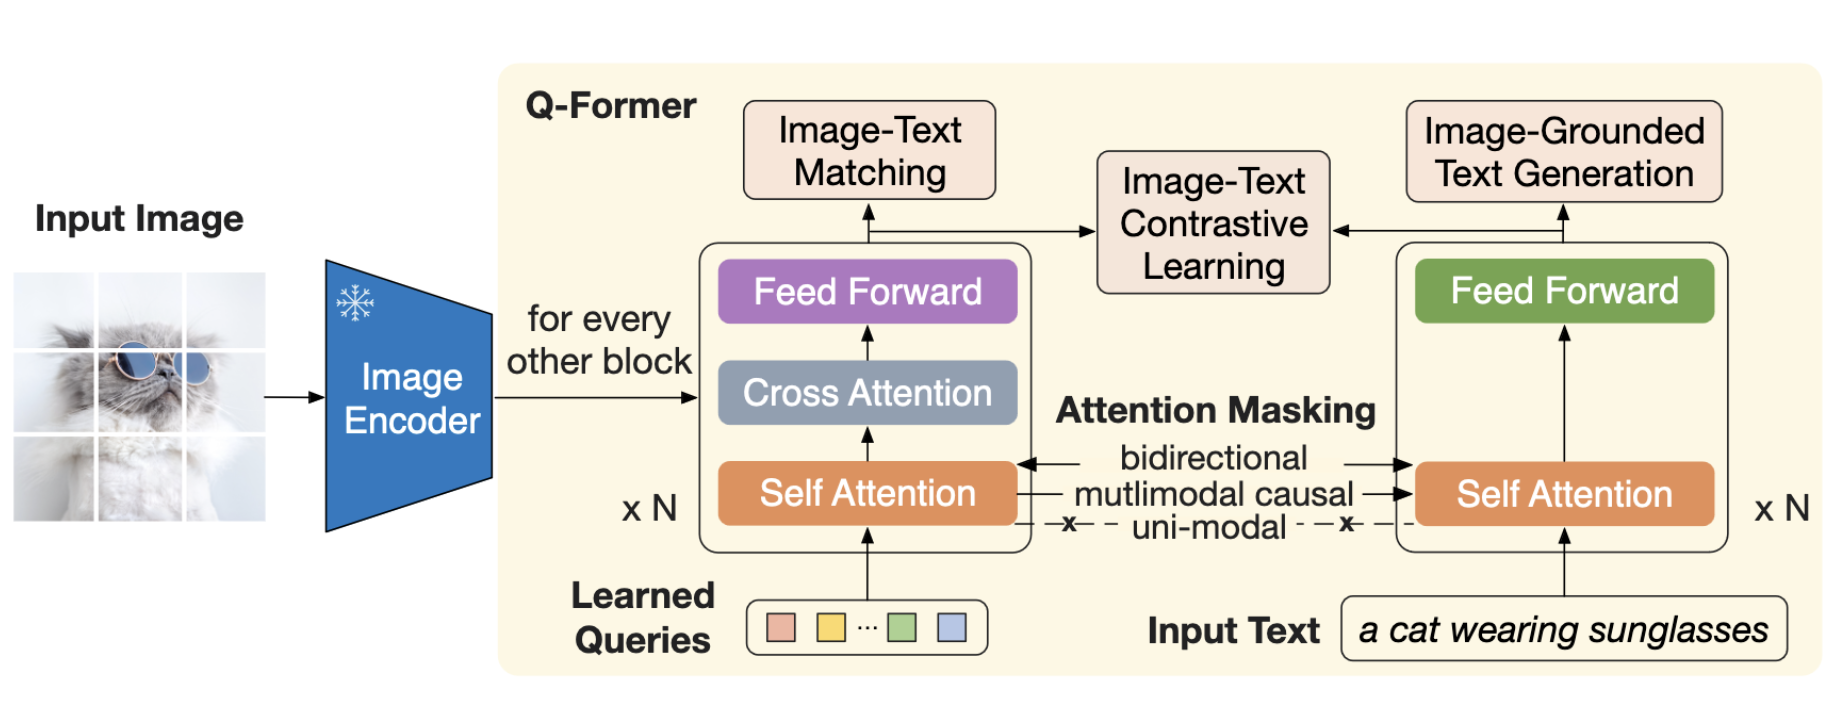 Q-Former
Image-Text
Matching
Image-Grounded
Text Generation
Image-Text
Contrastive
Learning
Input Image
Feed Forward
Feed Forward
for every
other block
Image
Encoder
Cross Attention
Attention Masking
bidirectional
Self Attention
mutlimodal causal
Self Attention
x N
x N
x
uni-modal
x
Learned
Queries
...
Input Text
a cat wearing sunglasses